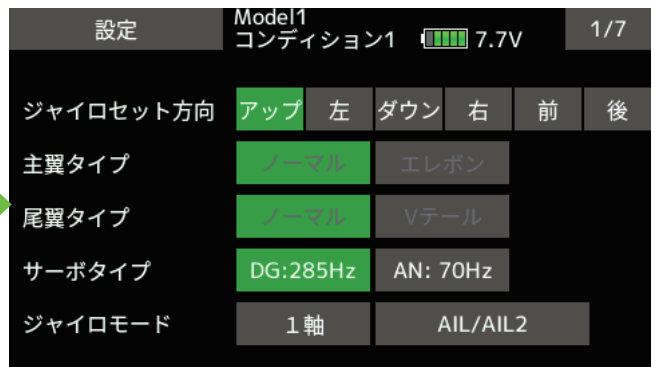 設定 Model1 1/7
コンディション1 7.7V
ジャイロセット方向 アップ 左 ダウン 右 前 後
主翼タイプ ノーマル エレボン
尾翼タイプ ノーマル Vテール
サーボタイプ DG:285Hz AN: 70Hz
ジャイロモード 1軸 AIL/AIL2